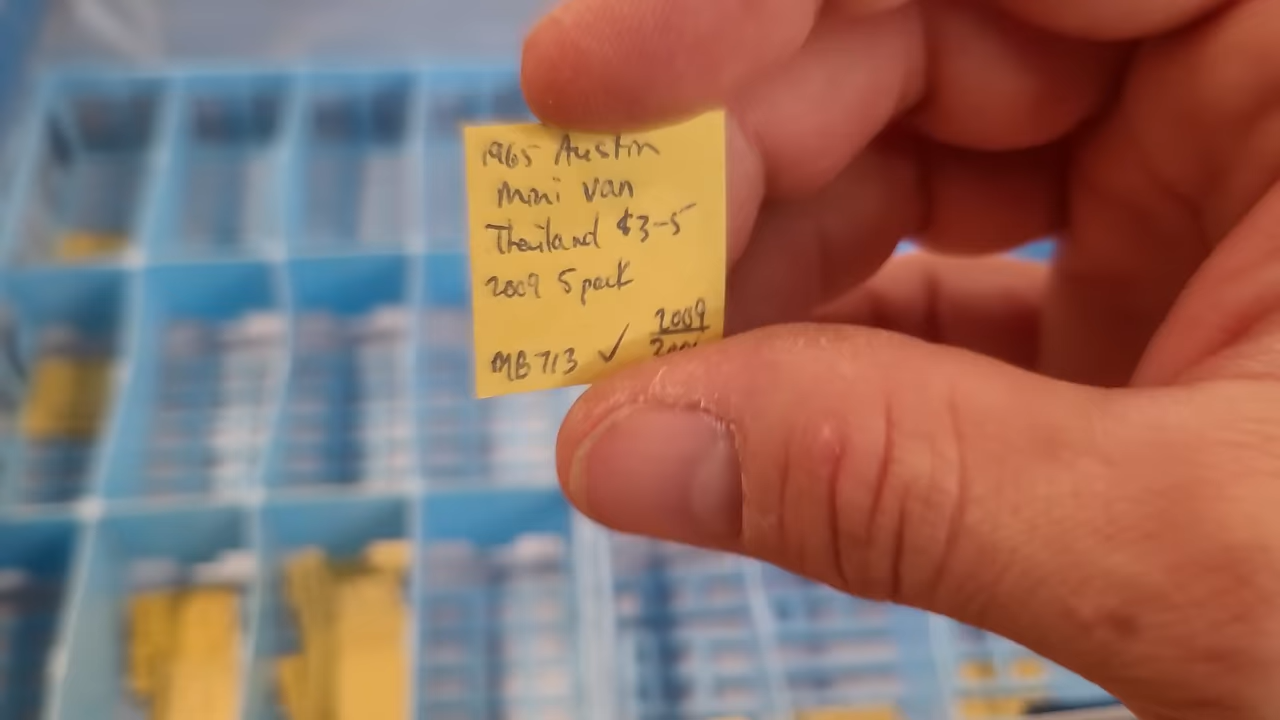 1965 Austin
Mini Van
Thailand $3-5
2009 5 pack
2009
MB713 ✓